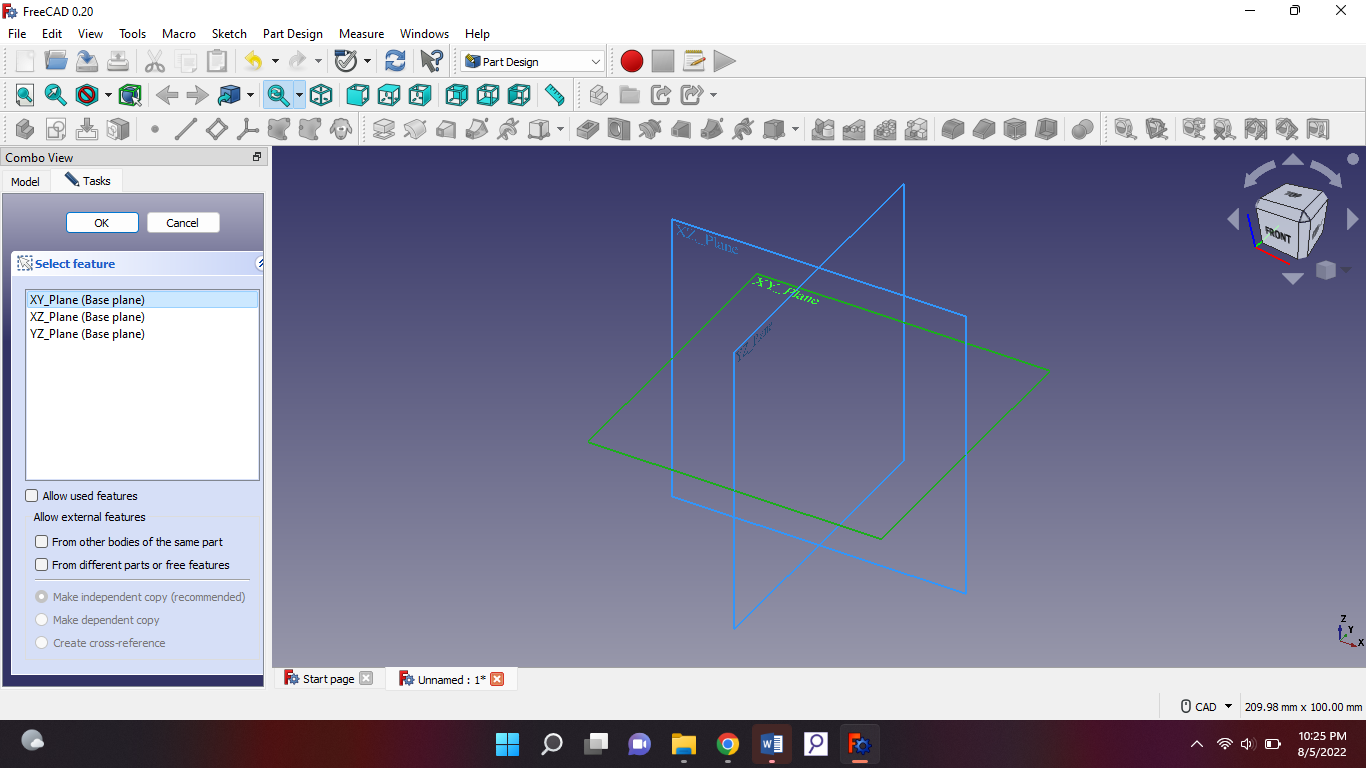 FreeCAD 0.20
File Edit View Tools Macro Sketch Part Design Measure Windows Help
Part Design
Combo View
Model Tasks
OK Cancel
Select feature
XY_Plane (Base plane)
XZ_Plane (Base plane)
YZ_Plane (Base plane)
Allow used features
Allow external features
From other bodies of the same part
From different parts or free features
Make independent copy (recommended)
Make dependent copy
Create cross-reference
XZ_Plane
XY_Plane
YZ_Plane
TOP
FRONT
Z
Y
X
Start page Unnamed : 1*
CAD 209.98 mm x 100.00 mm
10:25 PM
8/5/2022